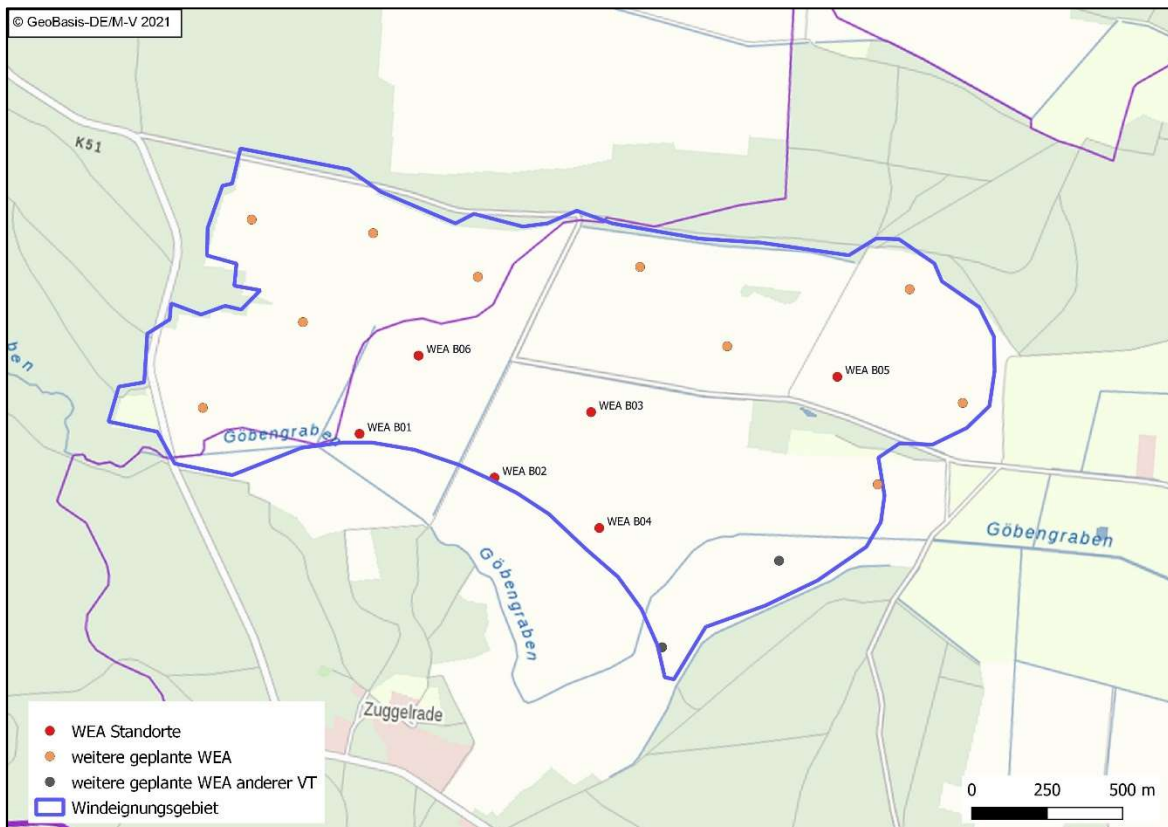 © GeoBasis-DE/M-V 2021
K51
ben
WEA B06
WEA B05
WEA B03
WEA B01
Göbengraben
WEA B02
WEA B04
Göbengraben
Göbengraben
Zuggelrade
WEA Standorte
weitere geplante WEA
weitere geplante WEA anderer VT
Windeignungsgebiet
0 250 500 m